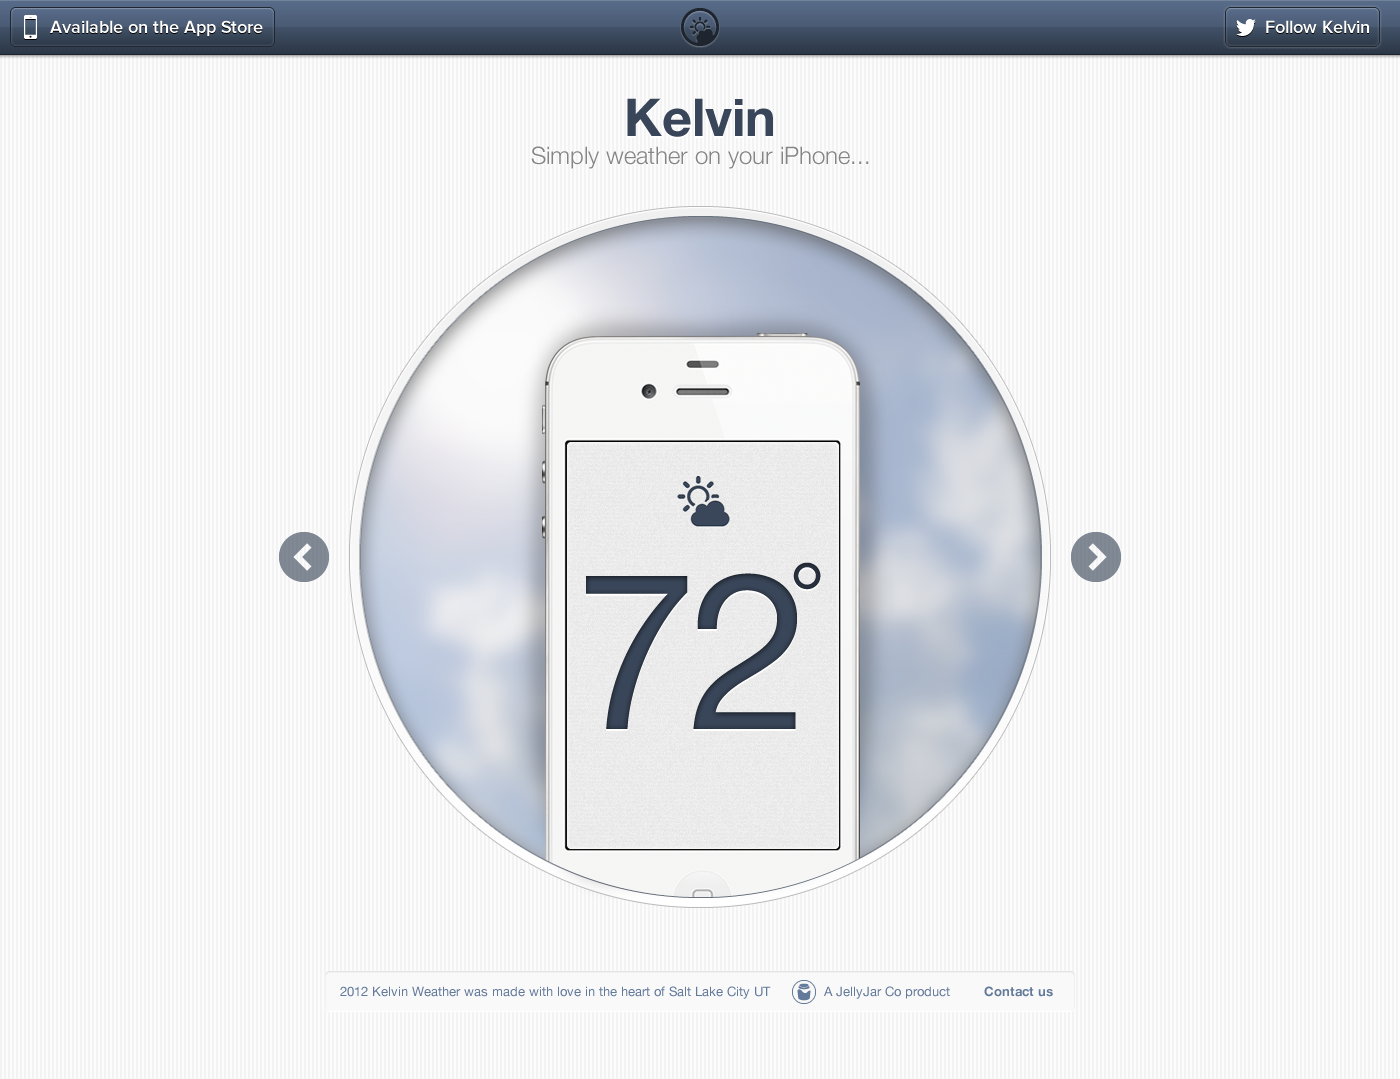 Available on the App Store
Follow Kelvin
Kelvin
Simply weather on your iPhone...
72°
2012 Kelvin Weather was made with love in the heart of Salt Lake City UT
A JellyJar Co product
Contact us